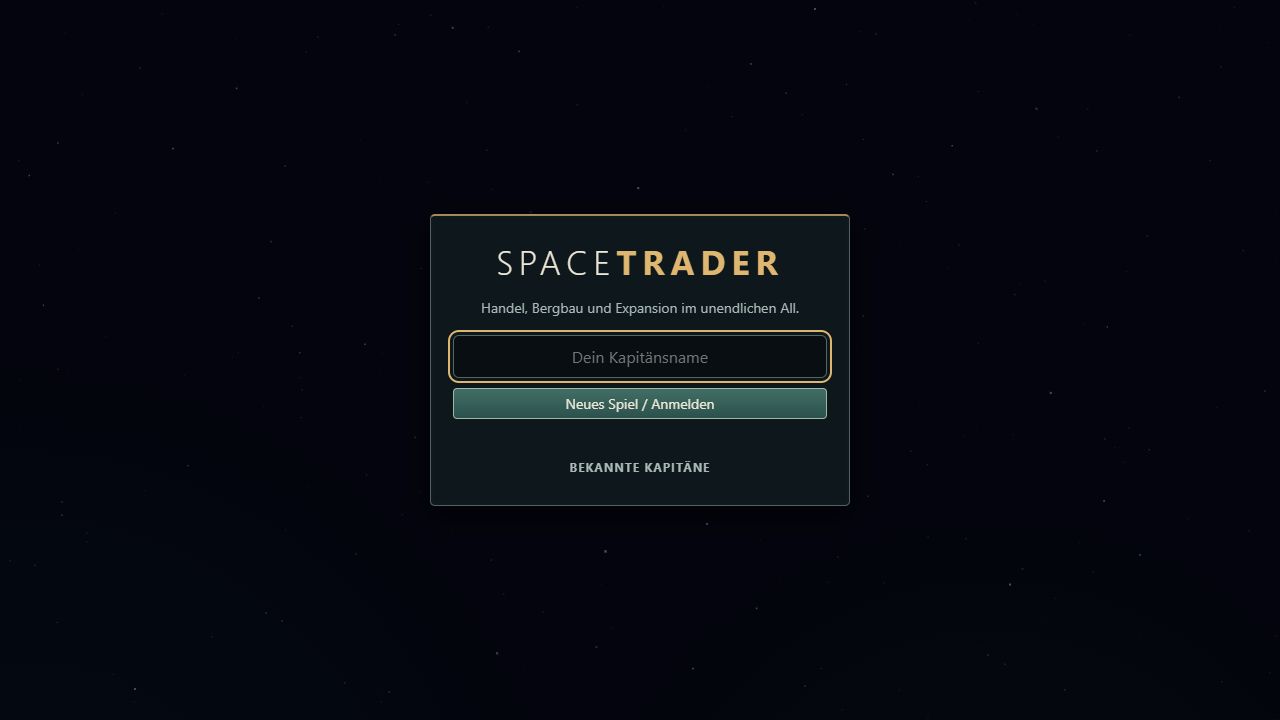 SPACETRADER
Handel, Bergbau und Expansion im unendlichen All.
Dein Kapitänsname
Neues Spiel / Anmelden
BEKANNTE KAPITÄNE